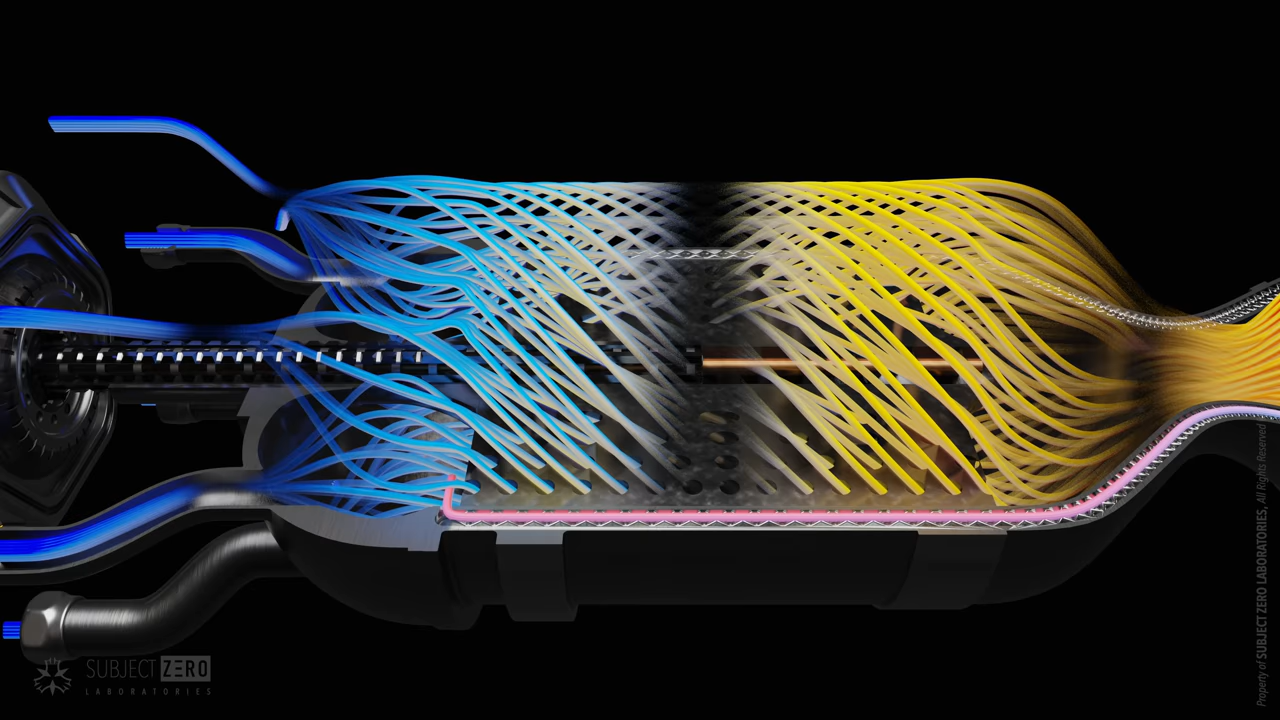 SUBJECT ZERO
LABORATORIES
Property of SUBJECT ZERO LABORATORIES, All Rights Reserved